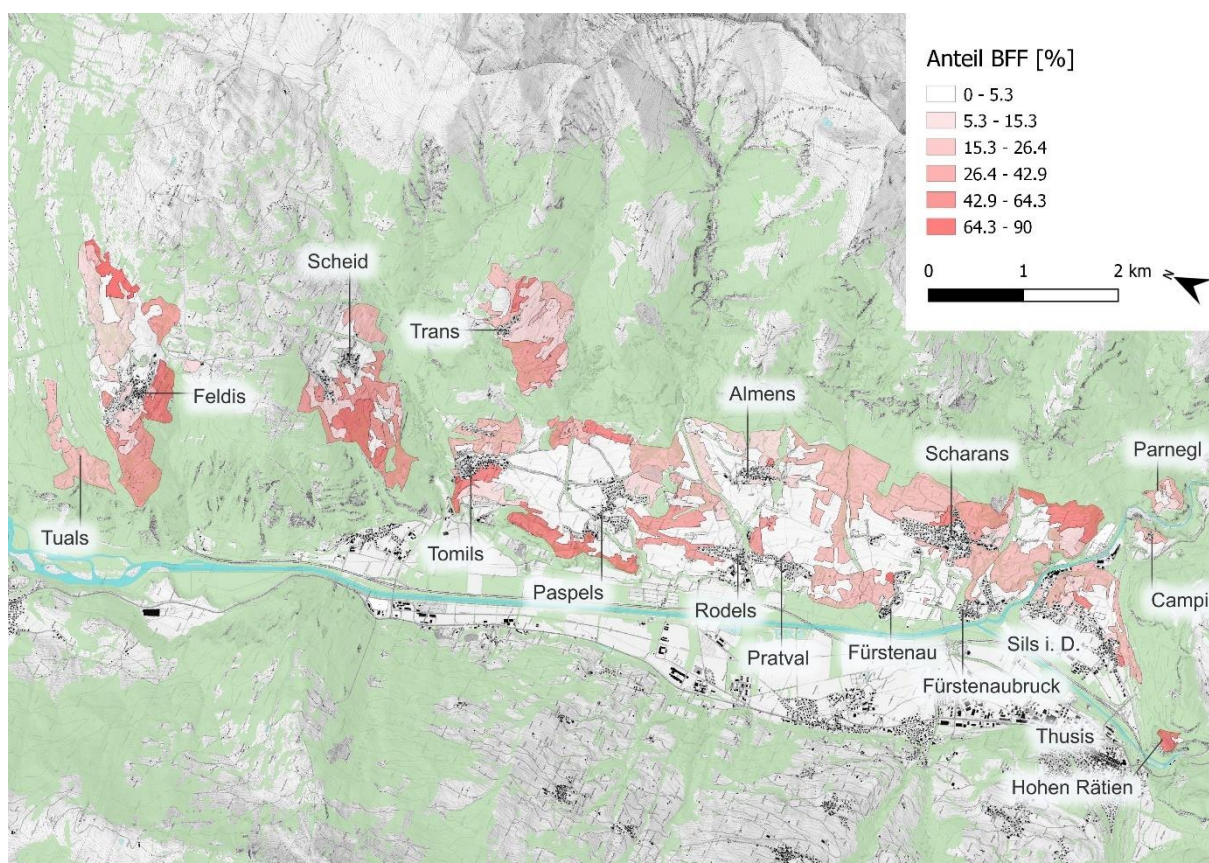 Anteil BFF [%]
0 - 5.3
5.3 - 15.3
15.3 - 26.4
26.4 - 42.9
42.9 - 64.3
64.3 - 90
0 1 2 km
N
Scheid
Trans
Feldis
Almens
Scharans
Parnegl
Tuals
Tomils
Paspels
Rodels
Pratval
Fürstenau
Sils i. D.
Campi
Fürstenaubruck
Thusis
Hohen Rätien